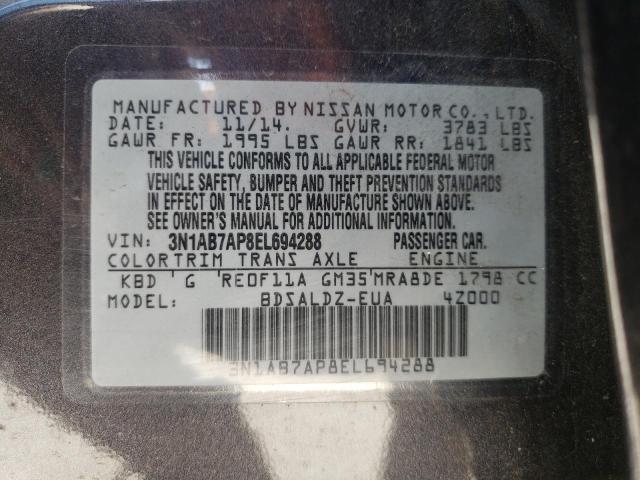 MANUFACTURED BY NISSAN MOTOR CO., LTD.
DATE: 11/14. GVWR: 3783 LBS
GAWR FR: 1995 LBS GAWR RR: 1841 LBS
THIS VEHICLE CONFORMS TO ALL APPLICABLE FEDERAL MOTOR
VEHICLE SAFETY, BUMPER AND THEFT PREVENTION STANDARDS
IN EFFECT ON THE DATE OF MANUFACTURE SHOWN ABOVE.
SEE OWNER'S MANUAL FOR ADDITIONAL INFORMATION.
VIN: 3N1AB7AP8EL694288 PASSENGER CAR.
COLOR TRIM TRANS AXLE ENGINE
KBD G RE0F11A GM35 MRA8DE 1798 CC
MODEL: BDSALDZ-EUA 4Z000
3N1AB7AP8EL694288